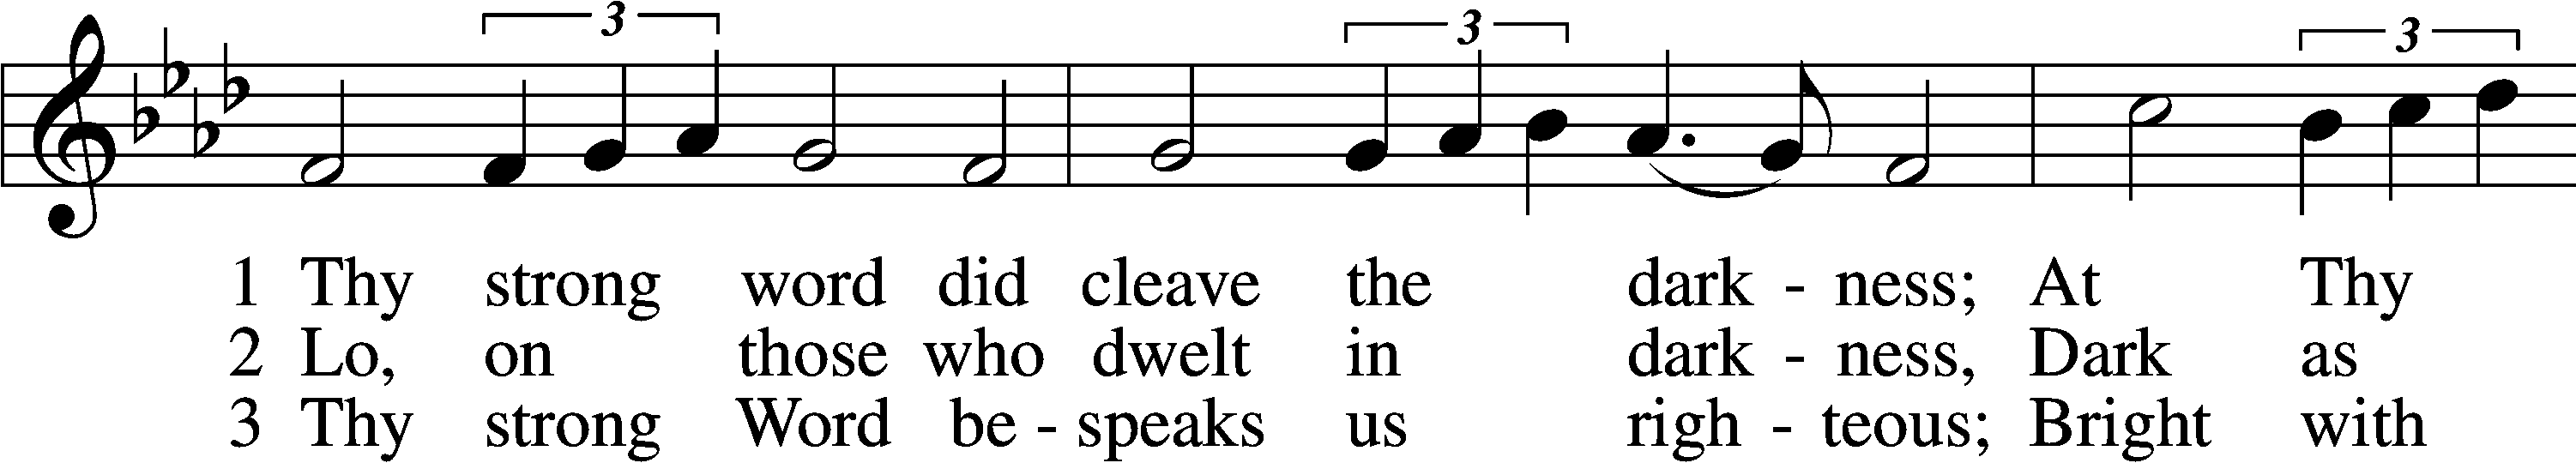 3 3 3
1 Thy strong word did cleave the dark - ness; At Thy
2 Lo, on those who dwelt in dark - ness, Dark as
3 Thy strong Word be - speaks us righ - teous; Bright with